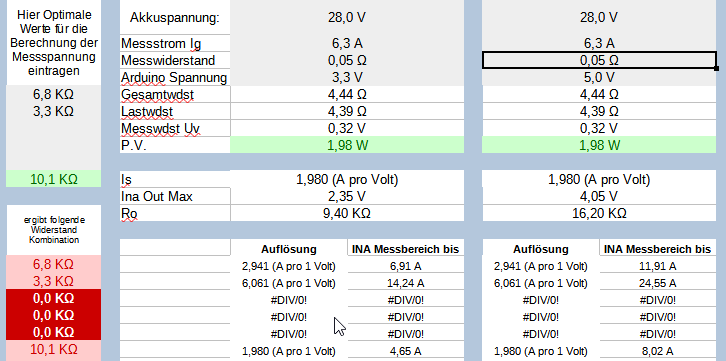 Hier Optimale
Werte für die
Berechnung der
Messspannung
eintragen
6,8 KΩ
3,3 KΩ
10,1 KΩ
ergibt folgende
Widerstand
Kombination
6,8 KΩ
3,3 KΩ
0,0 KΩ
0,0 KΩ
0,0 KΩ
10,1 KΩ
Akkuspannung: 28,0 V 28,0 V
Messstrom Ig 6,3 A 6,3 A
Messwiderstand 0,05 Ω 0,05 Ω
Arduino Spannung 3,3 V 5,0 V
Gesamtwdst 4,44 Ω 4,44 Ω
Lastwdst 4,39 Ω 4,39 Ω
Messwdst Uv 0,32 V 0,32 V
P.V. 1,98 W 1,98 W
Is 1,980 (A pro Volt) 1,980 (A pro Volt)
Ina Out Max 2,35 V 4,05 V
Ro 9,40 KΩ 16,20 KΩ
Auflösung INA Messbereich bis Auflösung INA Messbereich bis
2,941 (A pro 1 Volt) 6,91 A 2,941 (A pro 1 Volt) 11,91 A
6,061 (A pro 1 Volt) 14,24 A 6,061 (A pro 1 Volt) 24,55 A
#DIV/0! #DIV/0! #DIV/0! #DIV/0!
#DIV/0! #DIV/0! #DIV/0! #DIV/0!
#DIV/0! #DIV/0! #DIV/0! #DIV/0!
1,980 (A pro 1 Volt) 4,65 A 1,980 (A pro 1 Volt) 8,02 A